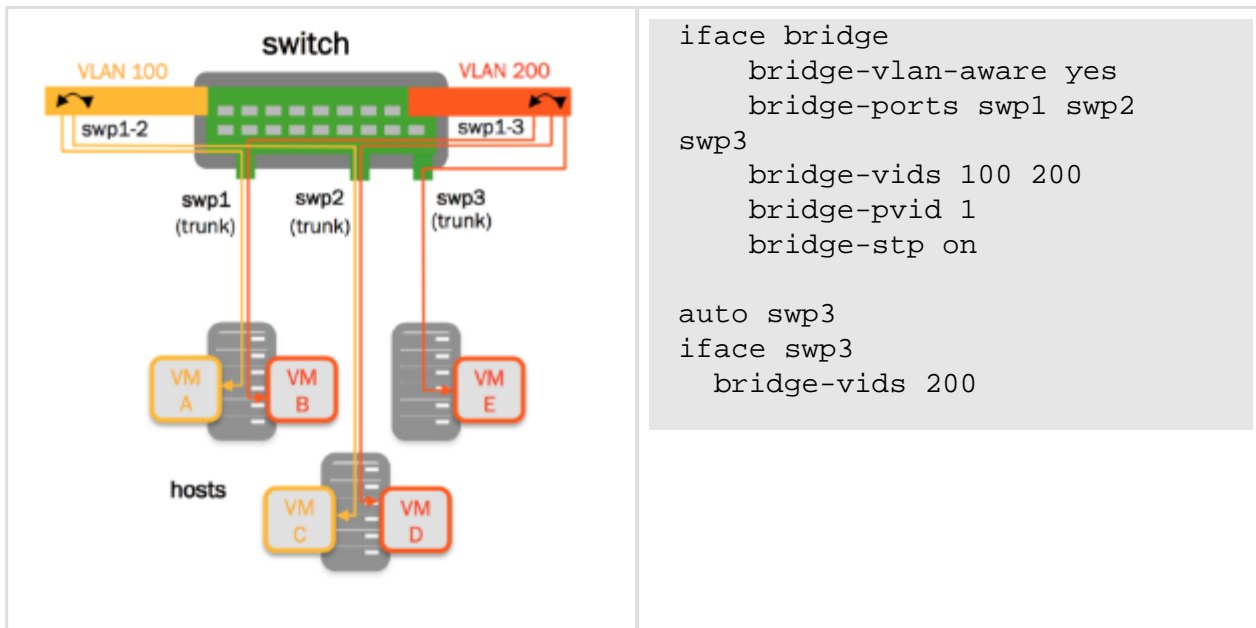 switch
VLAN 100
VLAN 200
swp1-2
swp1-3
swp1
(trunk)
swp2
(trunk)
swp3
(trunk)
VM
A
VM
B
VM
E
hosts
VM
C
VM
D
iface bridge
    bridge-vlan-aware yes
    bridge-ports swp1 swp2
swp3
    bridge-vids 100 200
    bridge-pvid 1
    bridge-stp on
auto swp3
iface swp3
  bridge-vids 200